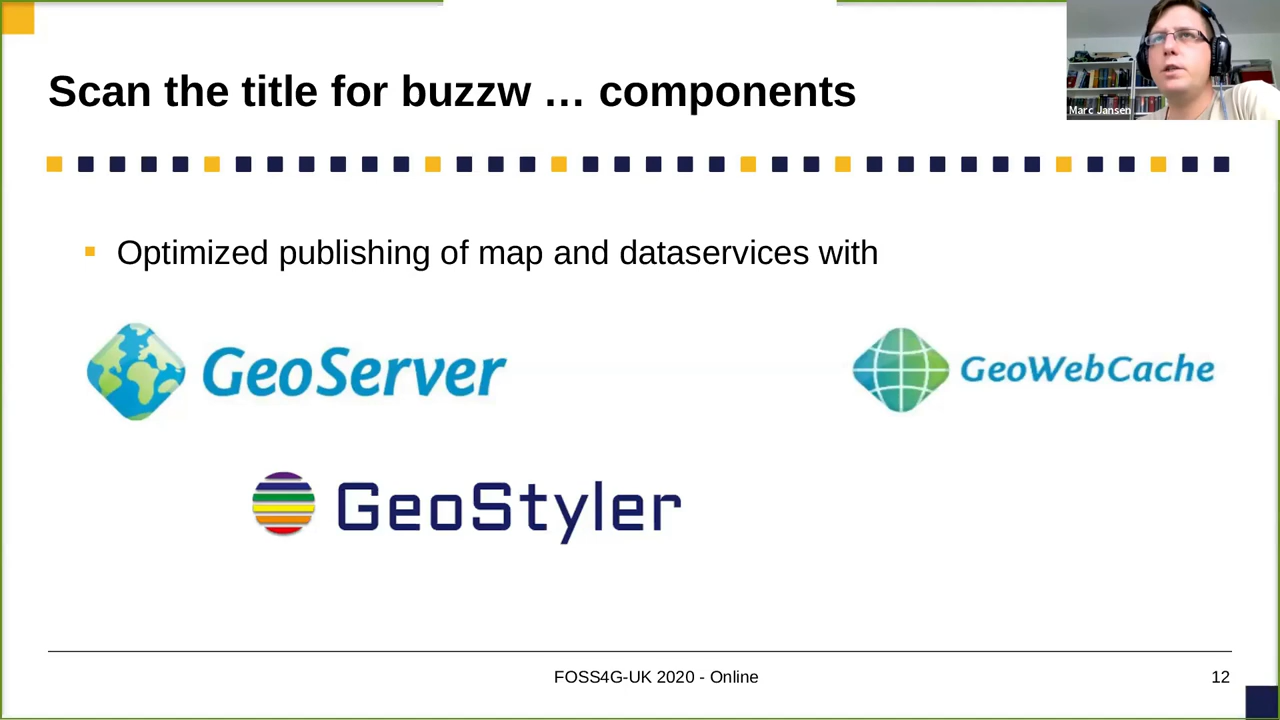 Scan the title for buzzw … components
Marc Jansen
Optimized publishing of map and dataservices with
GeoServer
GeoWebCache
GeoStyler
FOSS4G-UK 2020 - Online
12